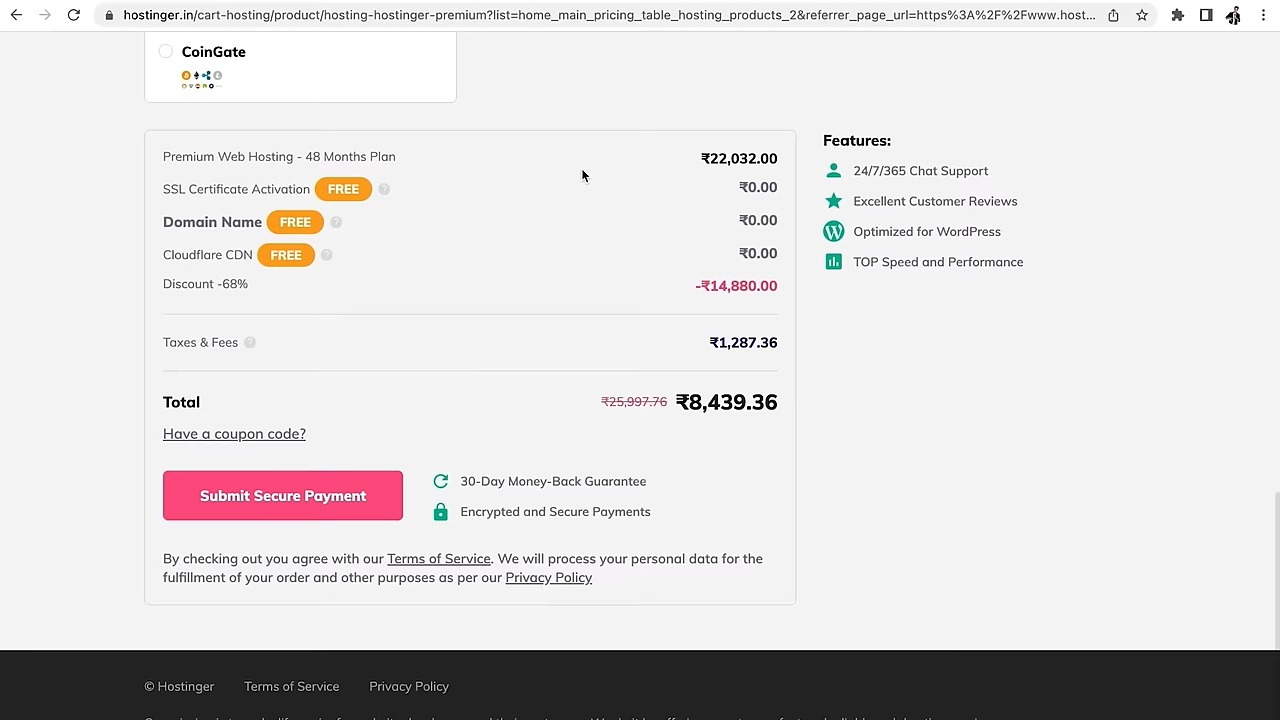 hostinger.in/cart-hosting/product/hosting-hostinger-premium?list=home_main_pricing_table_hosting_products_2&referrer_page_url=https%3A%2F%2Fwww.host...
CoinGate
Premium Web Hosting - 48 Months Plan ₹22,032.00
SSL Certificate Activation FREE ? ₹0.00
Domain Name FREE ? ₹0.00
Cloudflare CDN FREE ? ₹0.00
Discount -68% -₹14,880.00
Taxes & Fees ? ₹1,287.36
Total ₹25,997.76 ₹8,439.36
Have a coupon code?
Submit Secure Payment
30-Day Money-Back Guarantee
Encrypted and Secure Payments
By checking out you agree with our Terms of Service. We will process your personal data for the
fulfillment of your order and other purposes as per our Privacy Policy
Features:
24/7/365 Chat Support
Excellent Customer Reviews
Optimized for WordPress
TOP Speed and Performance
© Hostinger Terms of Service Privacy Policy